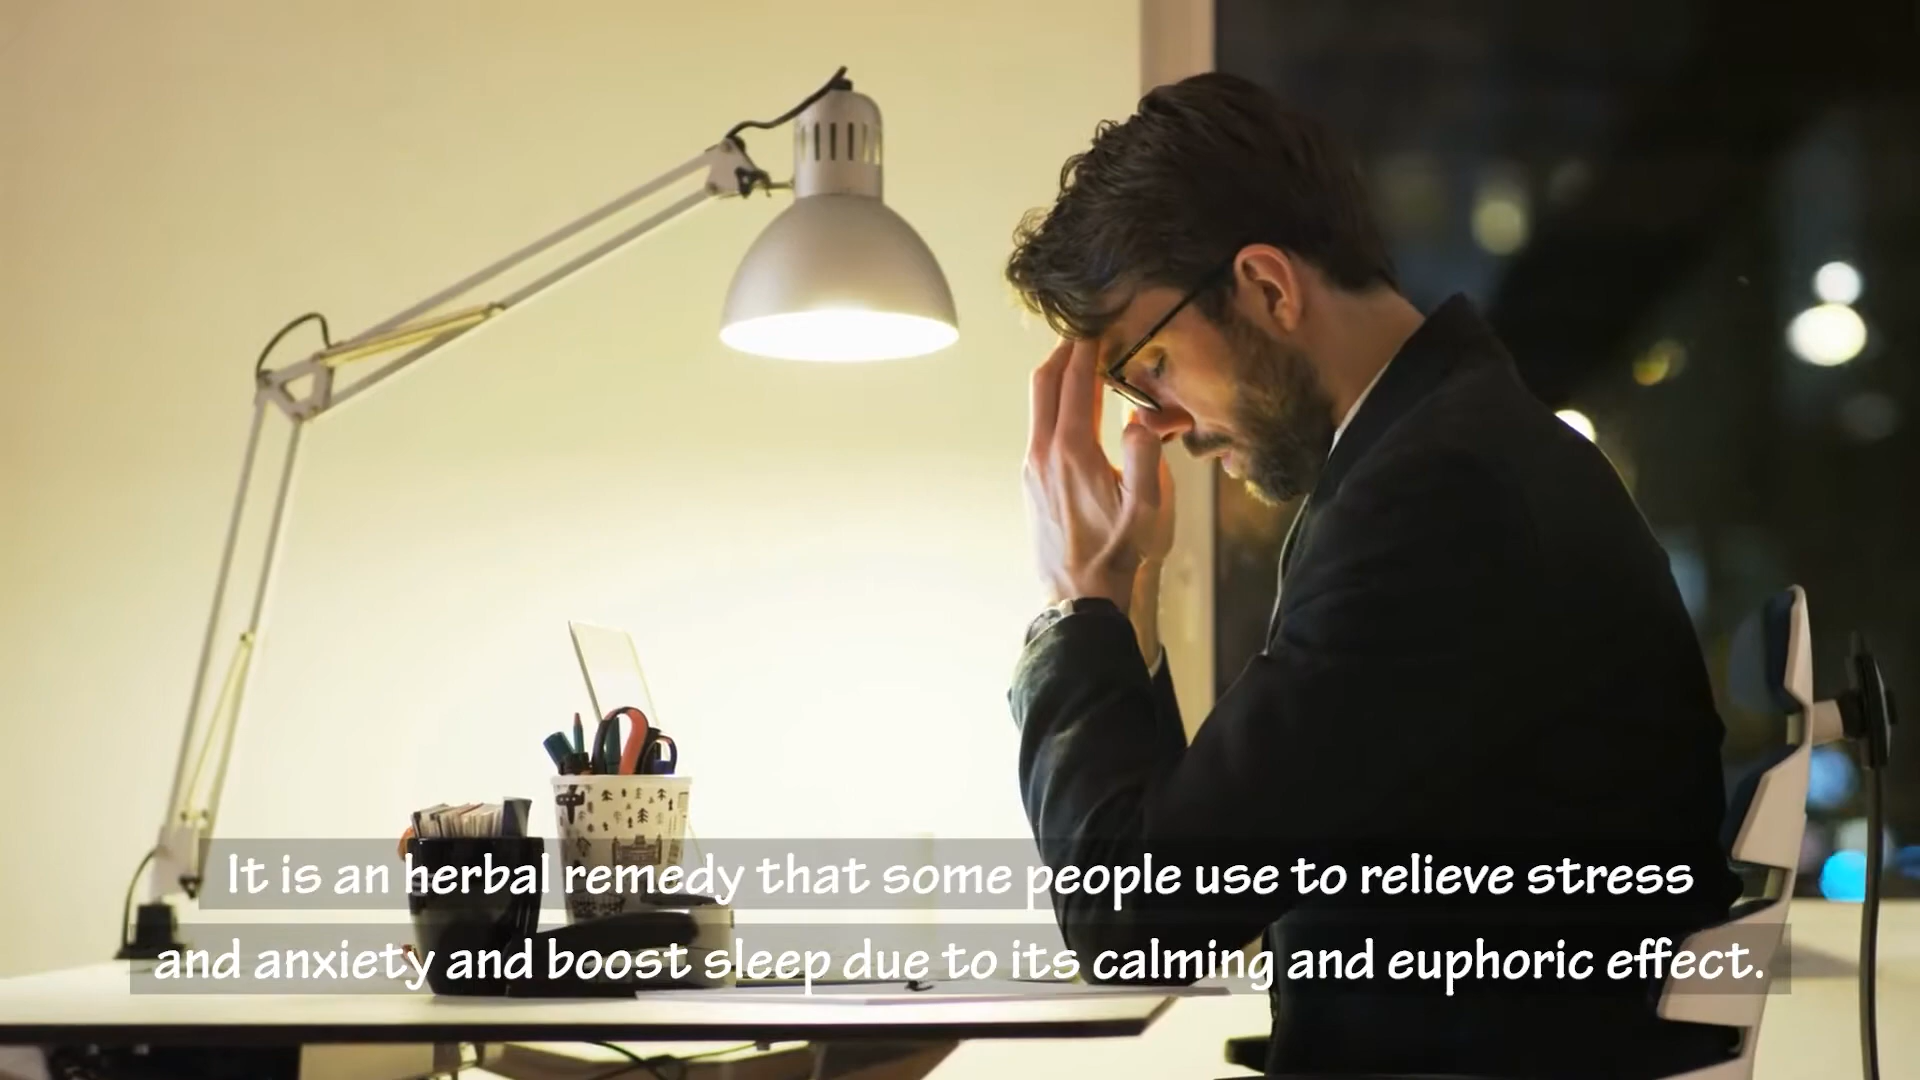 It is an herbal remedy that some people use to relieve stress
and anxiety and boost sleep due to its calming and euphoric effect.